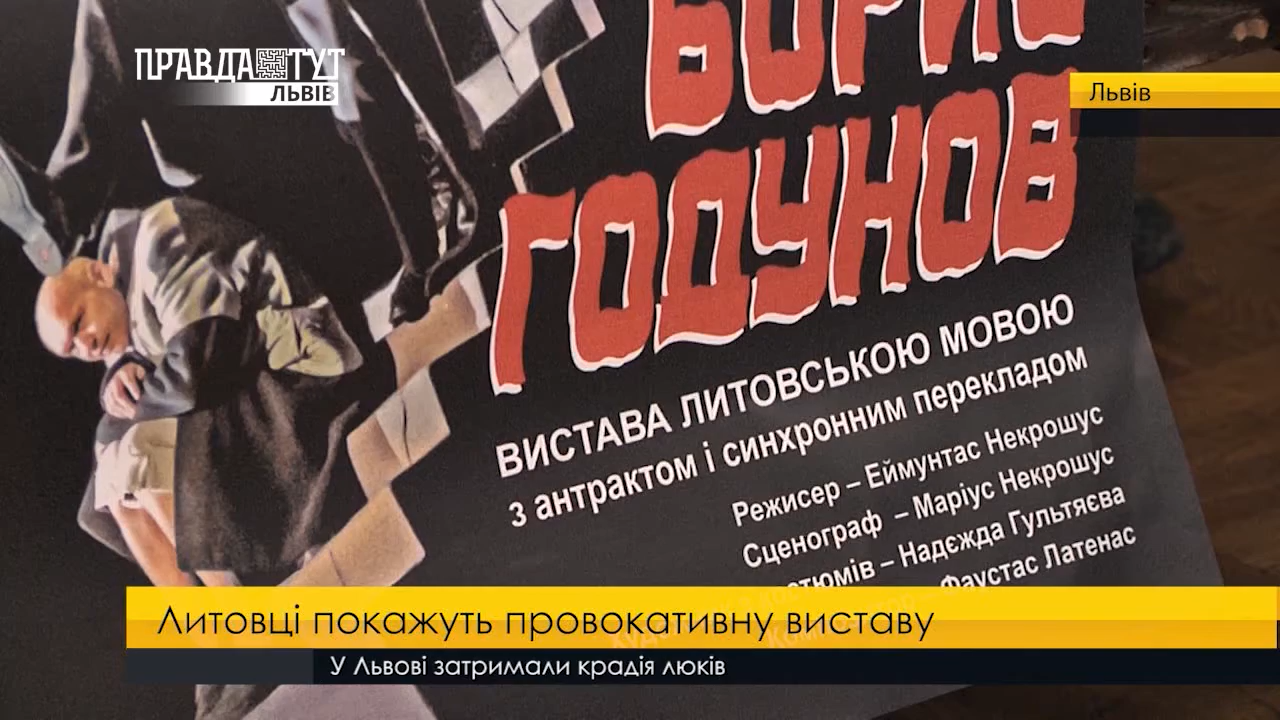 ПРАВДА ТУТ
ЛЬВІВ
Львів
БОРИС
ГОДУНОВ
ВИСТАВА ЛИТОВСЬКОЮ МОВОЮ
з антрактом і синхронним перекладом
Режисер – Еймунтас Некрошус
Сценограф – Маріус Некрошус
костюмів – Надєжда Гультяєва
– Фаустас Латенас
Литовці покажуть провокативну виставу
У Львові затримали крадія люків